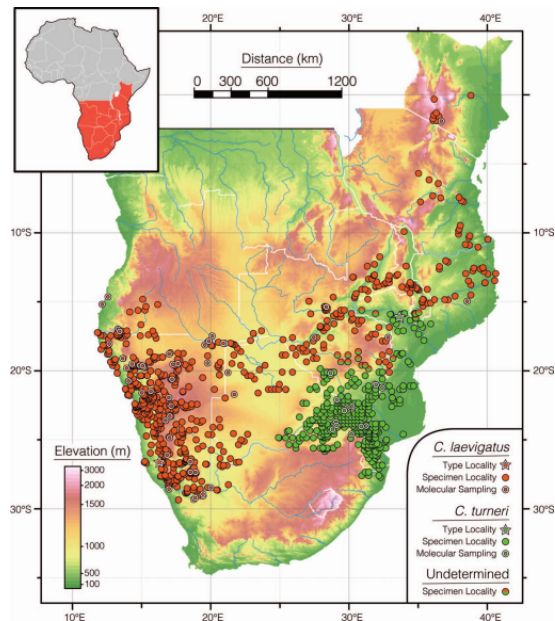 20°E
30°E
40°E
Distance (km)
0 300 600 1200
10°S
10°S
20°S
20°S
Elevation (m)
3000
2000
1500
1000
500
100
C. laevigatus
Type Locality
Specimen Locality
Molecular Sampling
C. turneri
Type Locality
Specimen Locality
Molecular Sampling
Undetermined
Specimen Locality
30°S
30°S
10°E
20°E
30°E
40°E